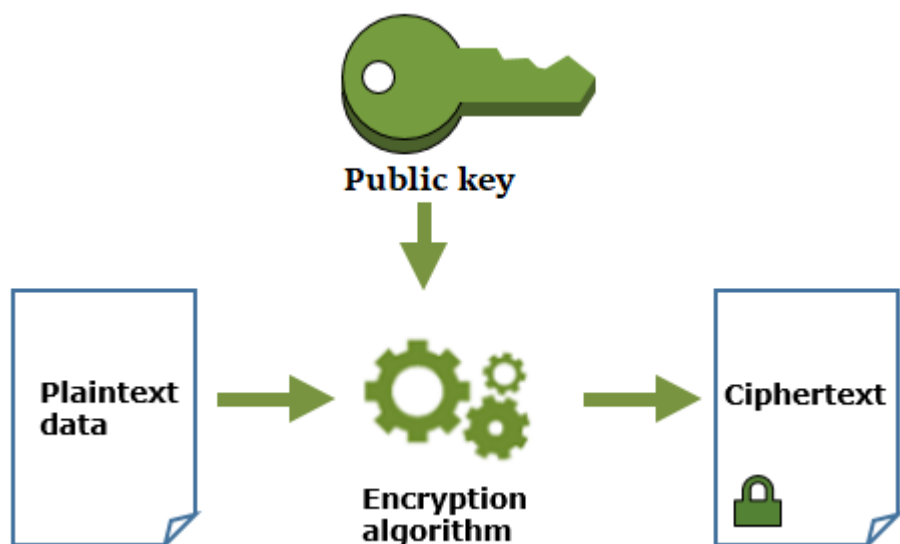 Public key
Plaintext
data
Encryption
algorithm
Ciphertext